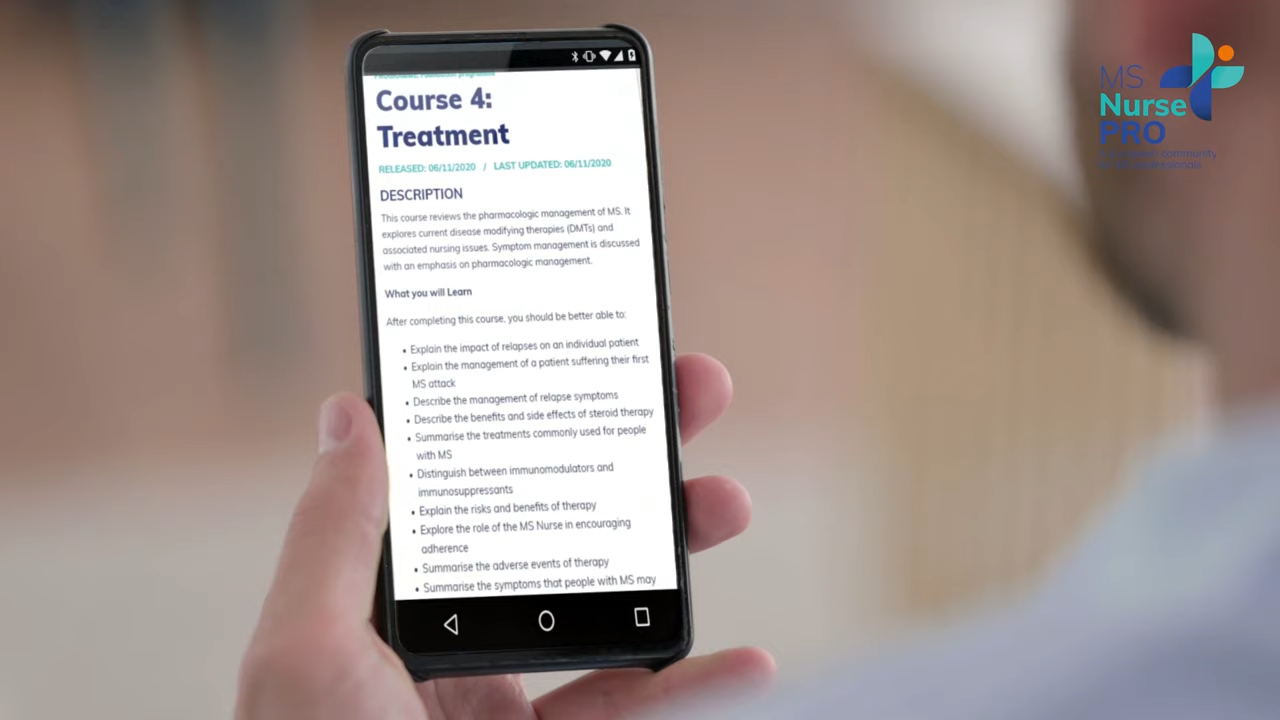 Course 4:
Treatment
RELEASED: 06/11/2020 / LAST UPDATED: 06/11/2020
DESCRIPTION
This course reviews the pharmacologic management of MS. It
explores current disease modifying therapies (DMTs) and
associated nursing issues. Symptom management is discussed
with an emphasis on pharmacologic management.
What you will Learn
After completing this course, you should be better able to:
• Explain the impact of relapses on an individual patient
• Explain the management of a patient suffering their first
MS attack
• Describe the management of relapse symptoms
• Describe the benefits and side effects of steroid therapy
• Summarise the treatments commonly used for people
with MS
• Distinguish between immunomodulators and
immunosuppressants
• Explain the risks and benefits of therapy
• Explore the role of the MS Nurse in encouraging
adherence
• Summarise the adverse events of therapy
• Summarise the symptoms that people with MS may
MS
Nurse
PRO
community
professionals